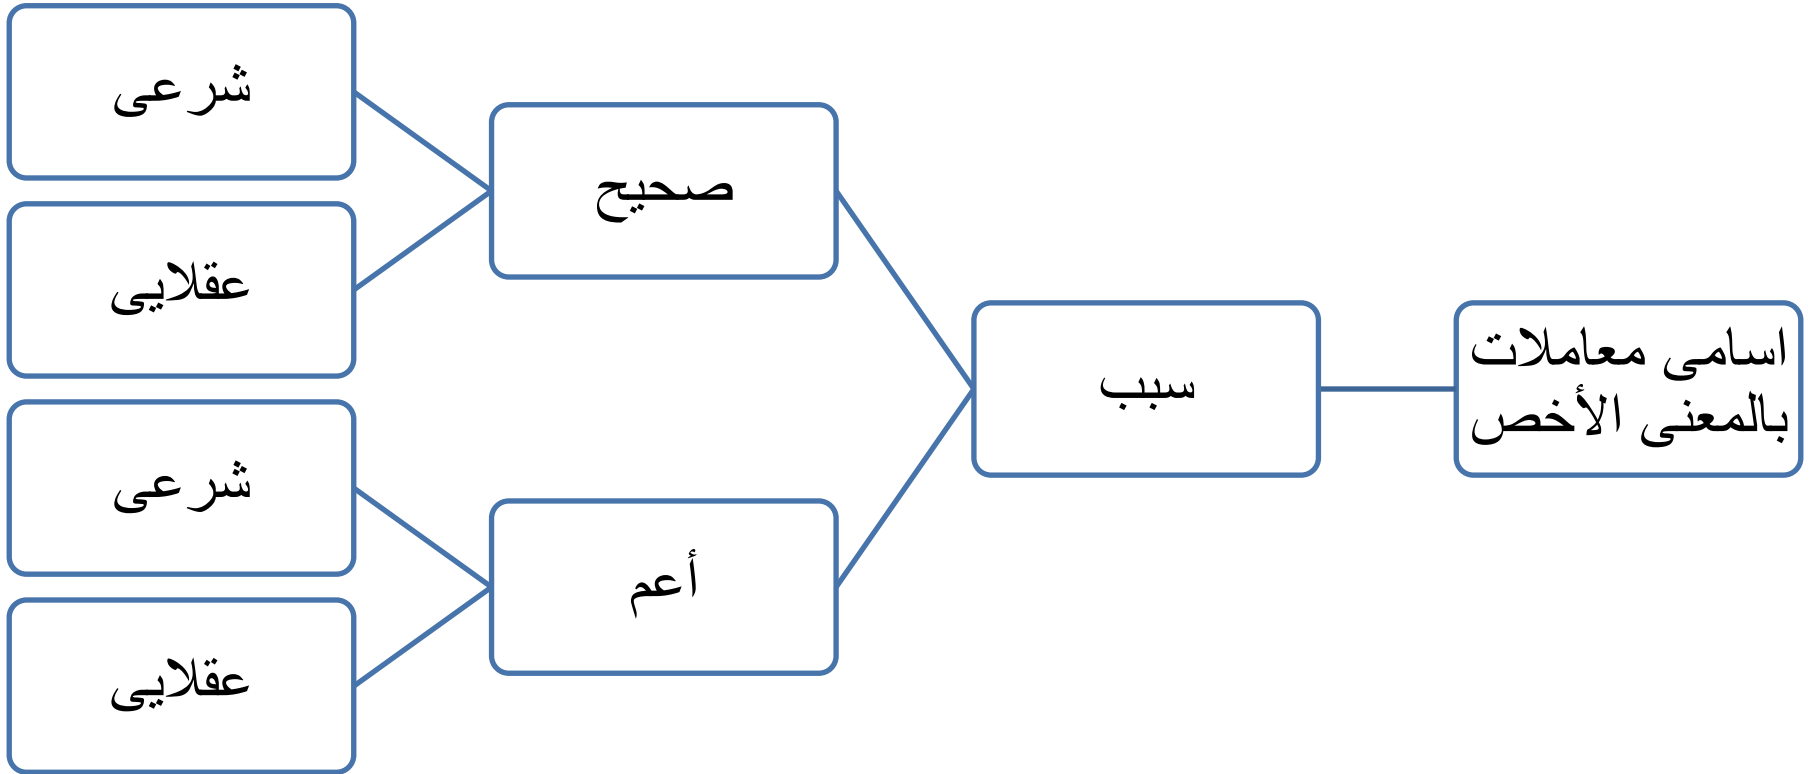 اسامی معاملات
بالمعنی الأخص
سبب
صحیح
شرعی
عقلایی
أعم
شرعی
عقلایی